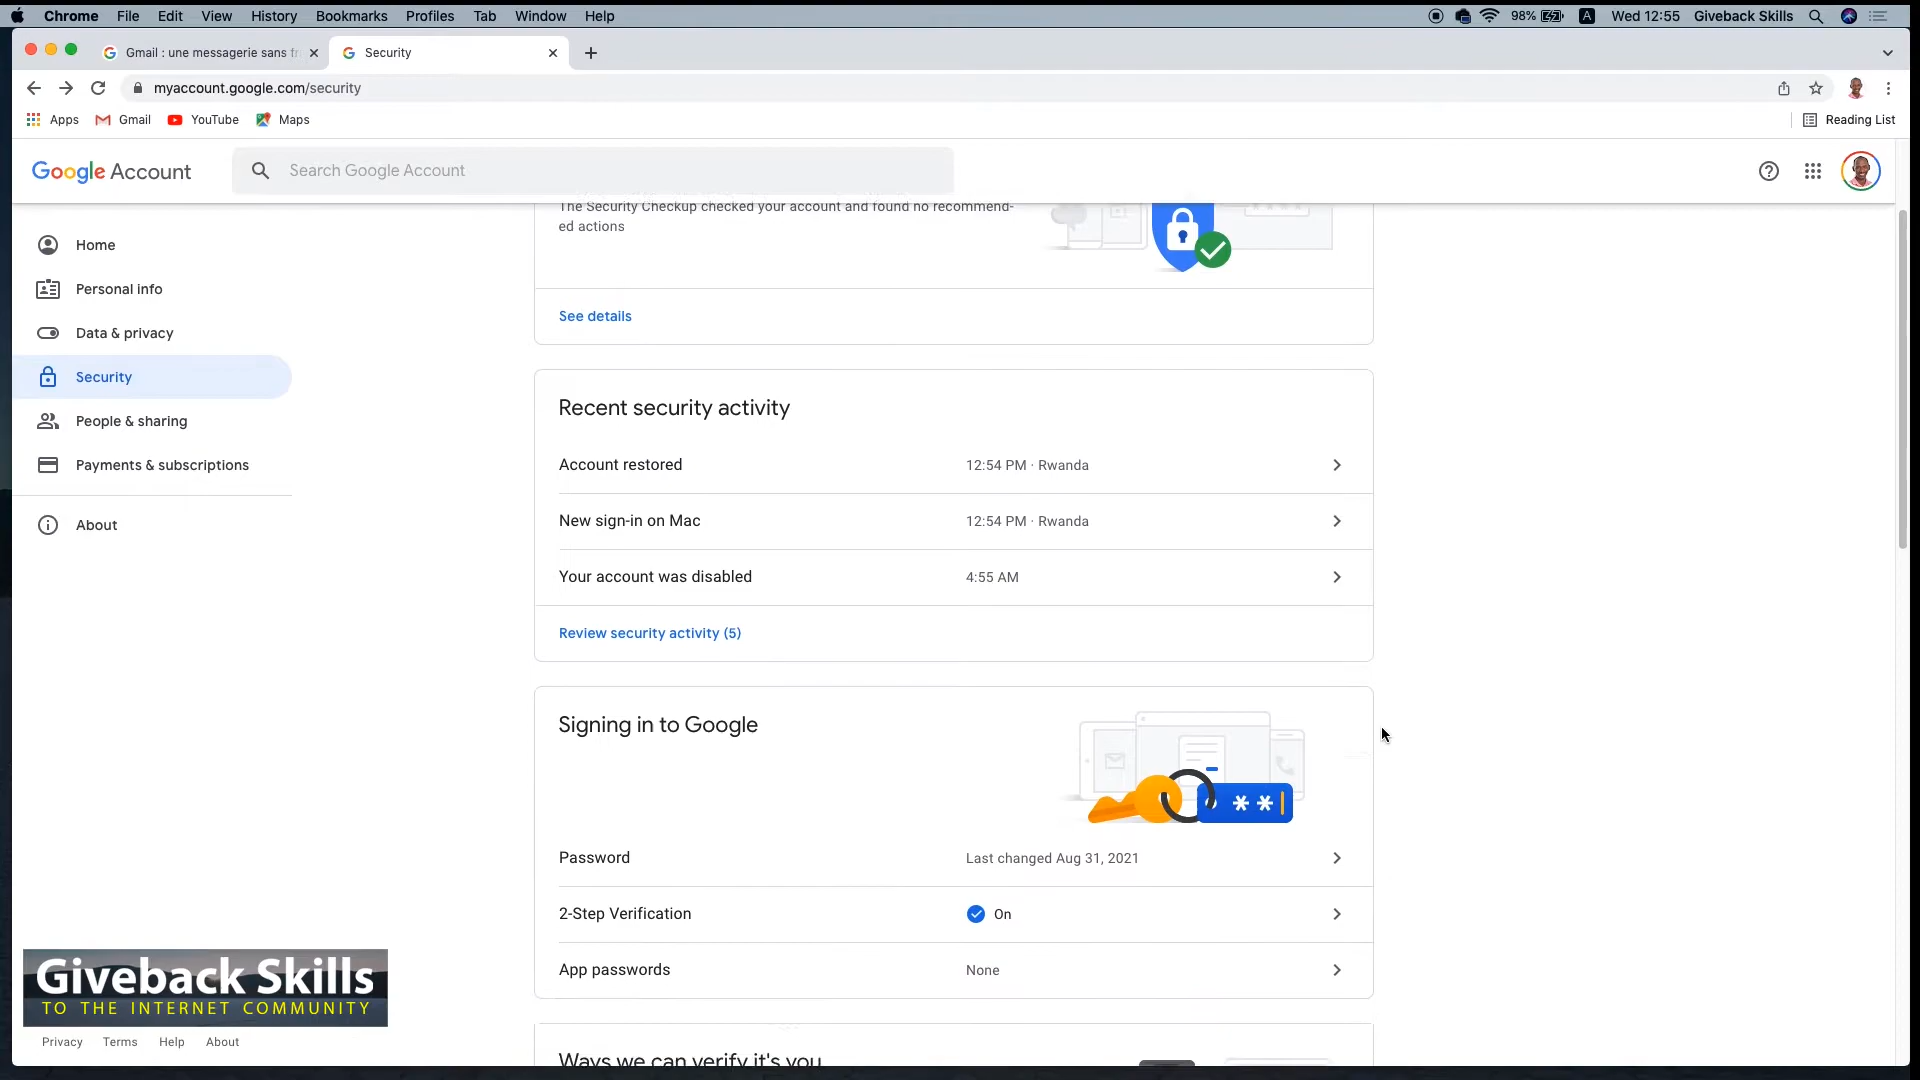 Chrome File Edit View History Bookmarks Profiles Tab Window Help 98% A Wed 12:55 Giveback Skills
Gmail : une messagerie sans fr Security
myaccount.google.com/security
Apps Gmail YouTube Maps Reading List
Google Account Search Google Account
The Security Checkup checked your account and found no recommend-
ed actions
See details
Home
Personal info
Data & privacy
Security
People & sharing
Payments & subscriptions
About
Recent security activity
Account restored 12:54 PM · Rwanda
New sign-in on Mac 12:54 PM · Rwanda
Your account was disabled 4:55 AM
Review security activity (5)
Signing in to Google
**
Password Last changed Aug 31, 2021
2-Step Verification On
App passwords None
Ways we can verify it's you
Giveback Skills
TO THE INTERNET COMMUNITY
Privacy Terms Help About